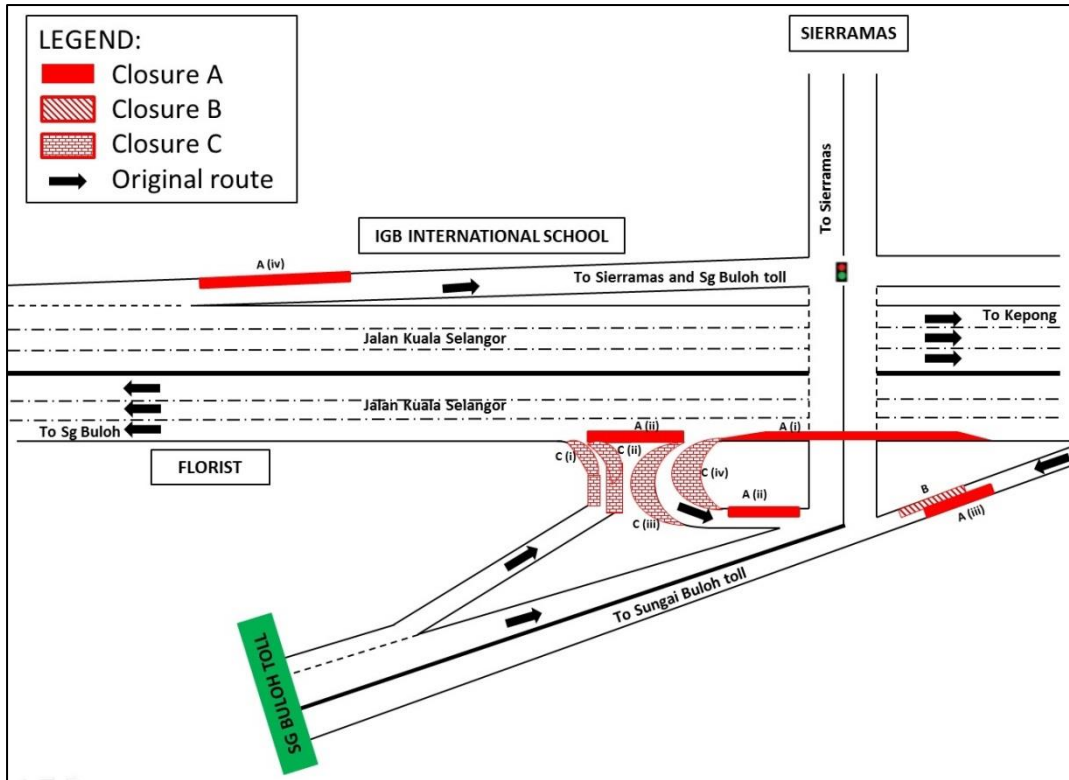 LEGEND:
Closure A
Closure B
Closure C
Original route
SIERRAMAS
To Sierramas
IGB INTERNATIONAL SCHOOL
A (iv)
To Sierramas and Sg Buloh toll
To Kepong
Jalan Kuala Selangor
Jalan Kuala Selangor
To Sg Buloh
A (ii)
A (i)
FLORIST
C (i)
C (ii)
C (iv)
B
A (ii)
A (iii)
C (iii)
To Sungai Buloh toll
SG BULOH TOLL